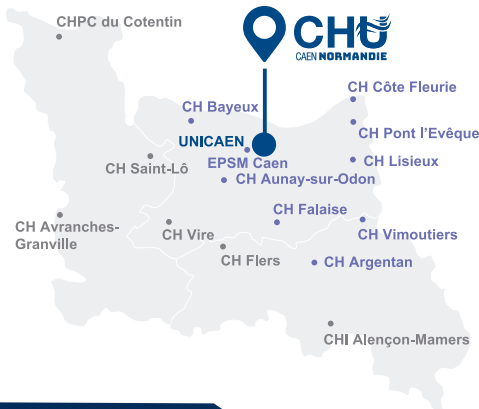 CHPC du Cotentin
CHU
CAEN NORMANDIE
CH Côte Fleurie
CH Bayeux
CH Pont l'Evêque
UNICAEN
EPSM Caen
CH Lisieux
CH Saint-Lô
CH Aunay-sur-Odon
CH Falaise
CH Avranches-
Granville
CH Vire
CH Vimoutiers
CH Flers
CH Argentan
CHI Alençon-Mamers